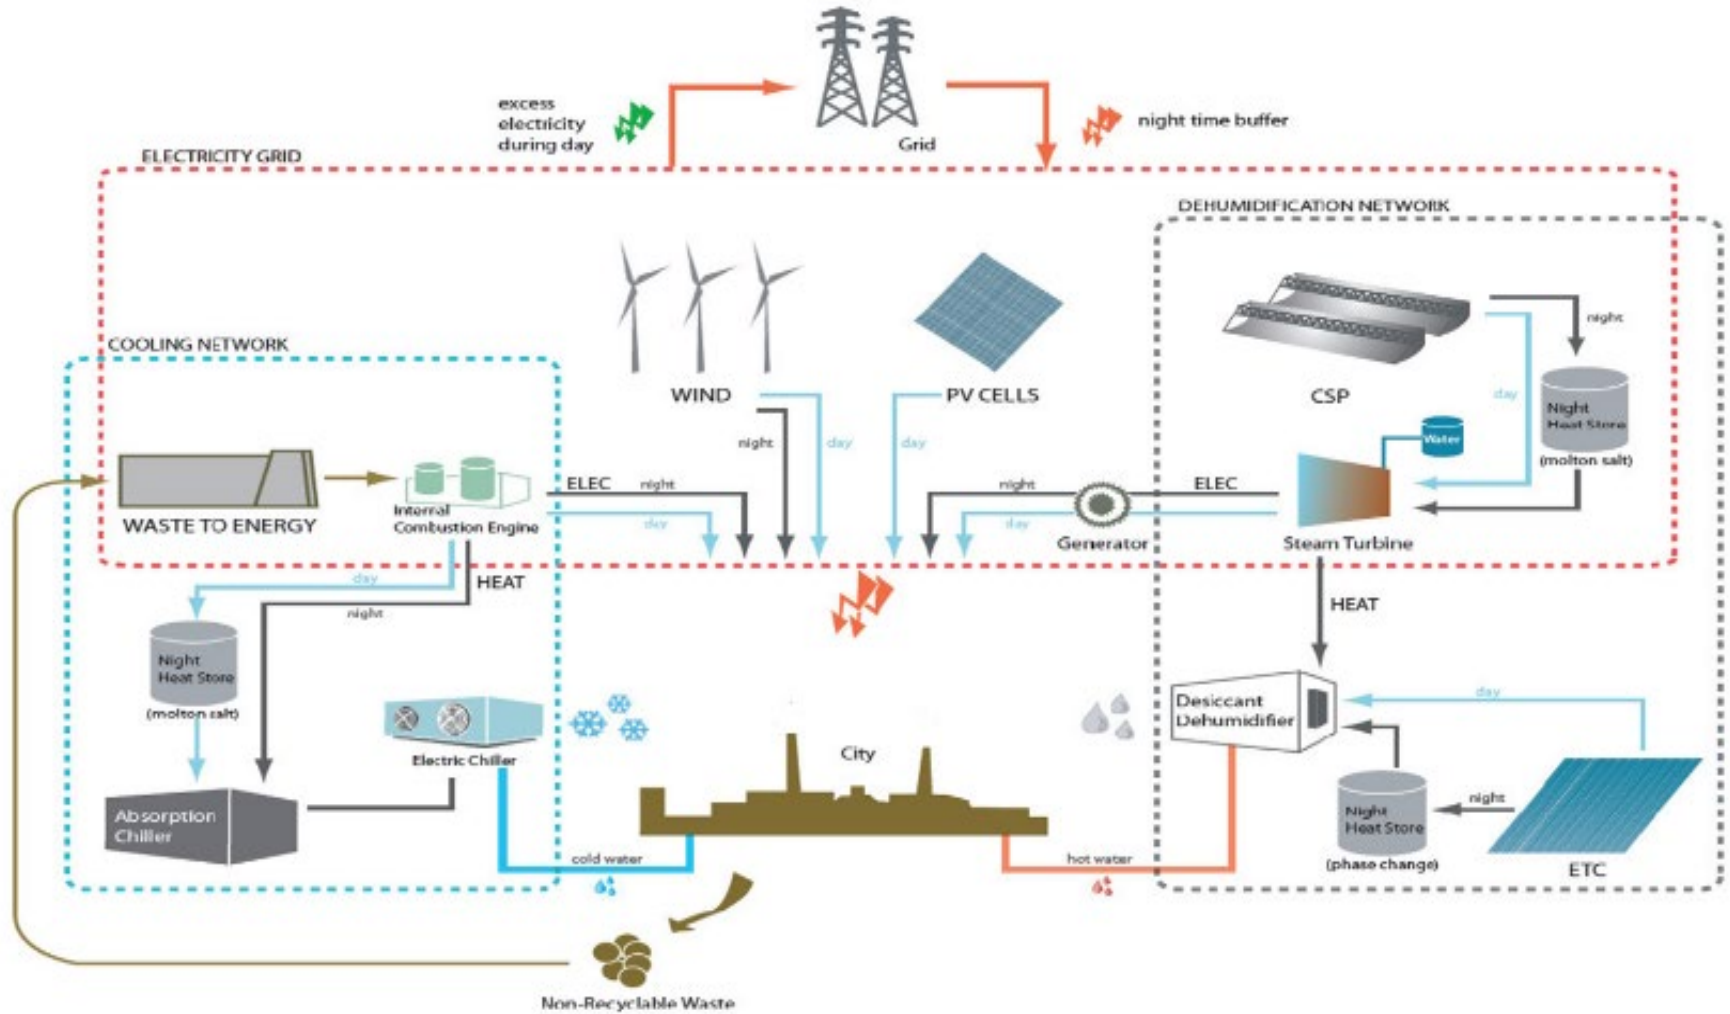 excess
electricity
during day
Grid
night time buffer
ELECTRICITY GRID
DEHUMIDIFICATION NETWORK
COOLING NETWORK
WIND
PV CELLS
CSP
night
day
Night
Heat Store
(molton salt)
Water
night
day
day
WASTE TO ENERGY
Internal
Combustion Engine
ELEC
night
day
night
day
ELEC
Generator
Steam Turbine
day
night
HEAT
HEAT
Night
Heat Store
(molton salt)
Electric Chiller
Absorption
Chiller
City
Desiccant
Dehumidifier
day
night
Night
Heat Store
(phase change)
ETC
cold water
hot water
Non-Recyclable Waste